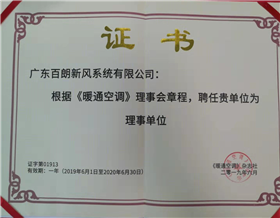 证书
广东百朗新风系统有限公司：
根据《暖通空调》理事会章程，聘任贵单位为
理事单位
证字第01913
有效期：一年（2019年6月1日至2020年6月30日）
《暖通空调》杂志社
二零一九年六月